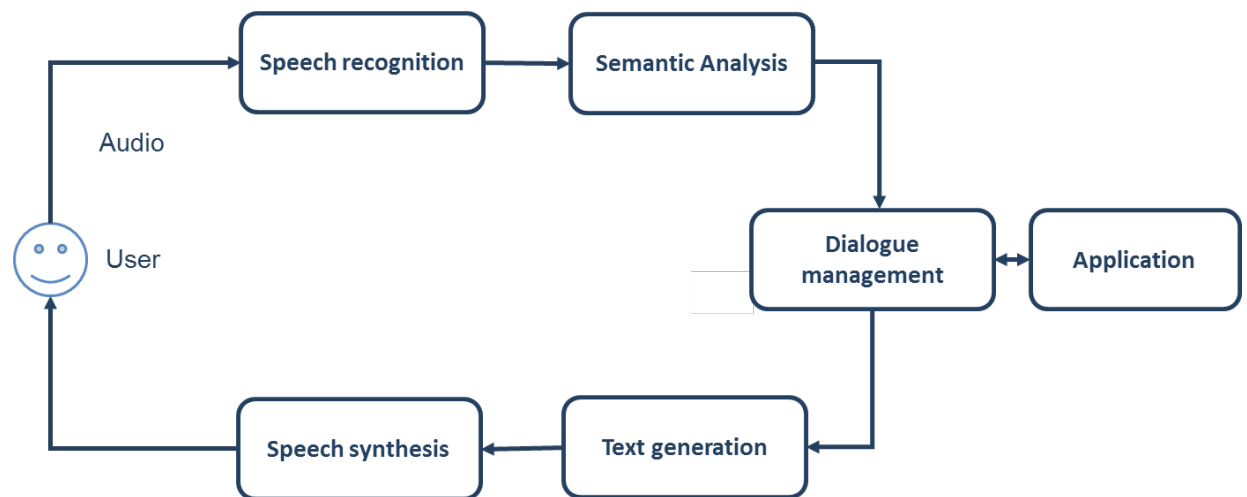 Speech recognition
Semantic Analysis
Audio
User
Dialogue
management
Application
Speech synthesis
Text generation